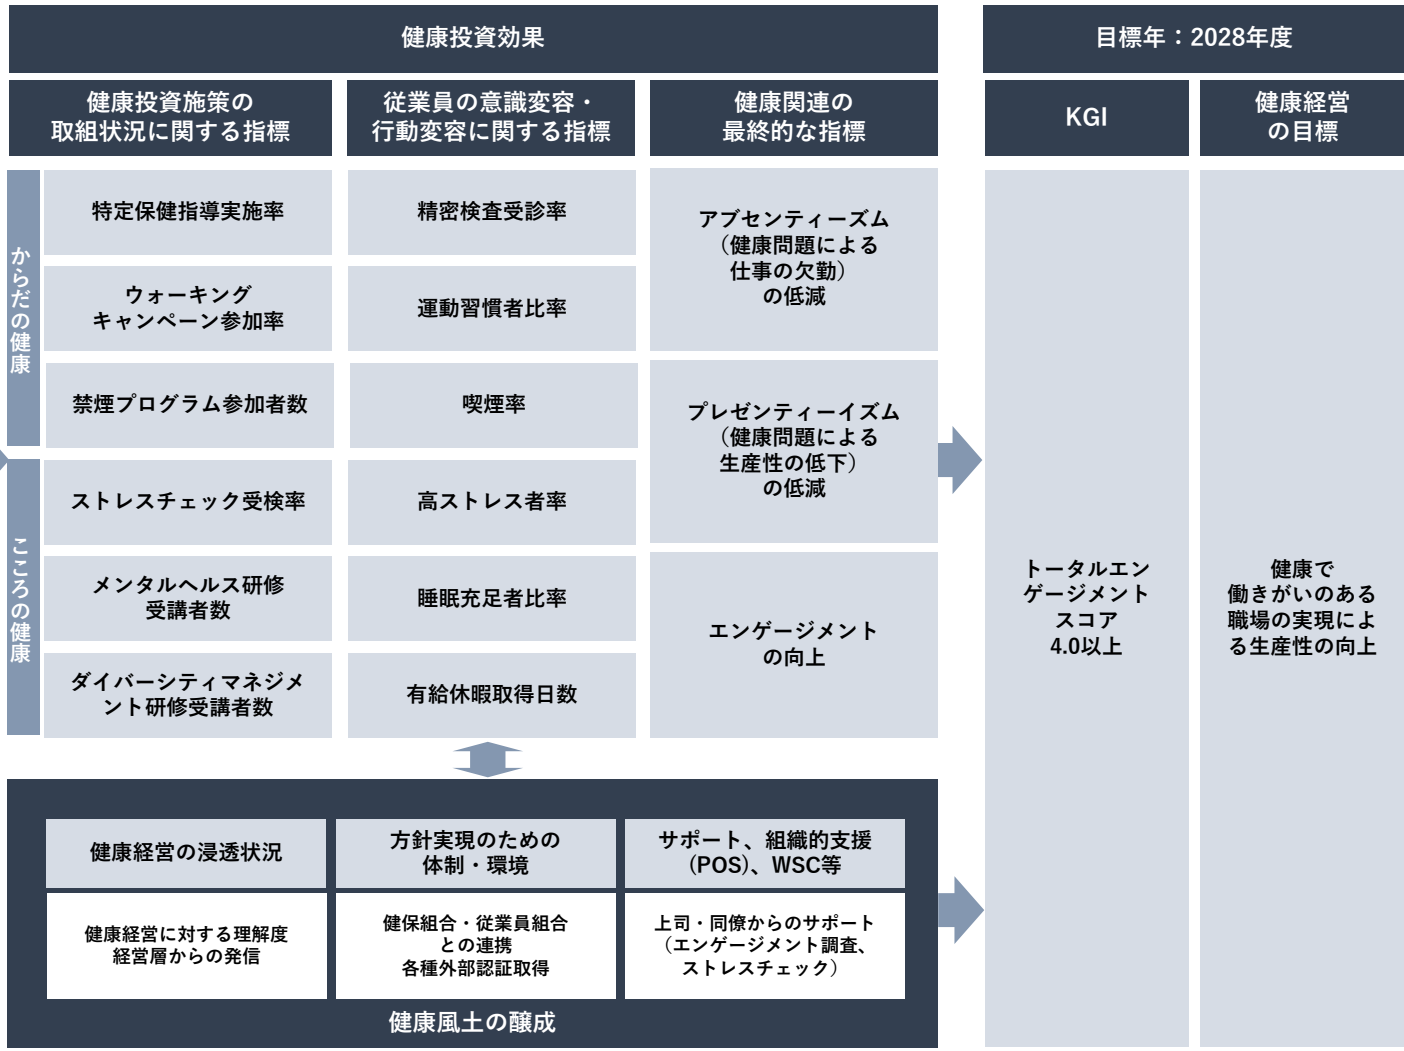 健康投資効果
目標年：2028年度
健康投資施策の
取組状況に関する指標
従業員の意識変容・
行動変容に関する指標
健康関連の
最終的な指標
KGI
健康経営
の目標
からだの健康
特定保健指導実施率
ウォーキング
キャンペーン参加率
禁煙プログラム参加者数
こころの健康
ストレスチェック受検率
メンタルヘルス研修
受講者数
ダイバーシティマネジメ
ント研修受講者数
精密検査受診率
運動習慣者比率
喫煙率
高ストレス者率
睡眠充足者比率
有給休暇取得日数
アブセンティーズム
（健康問題による
仕事の欠勤）
の低減
プレゼンティーイズム
（健康問題による
生産性の低下）
の低減
エンゲージメント
の向上
トータルエン
ゲージメント
スコア
4.0以上
健康で
働きがいのある
職場の実現によ
る生産性の向上
健康経営の浸透状況
健康経営に対する理解度
経営層からの発信
方針実現のための
体制・環境
健保組合・従業員組合
との連携
各種外部認証取得
サポート、組織的支援
(POS)、WSC等
上司・同僚からのサポート
（エンゲージメント調査、
ストレスチェック）
健康風土の醸成